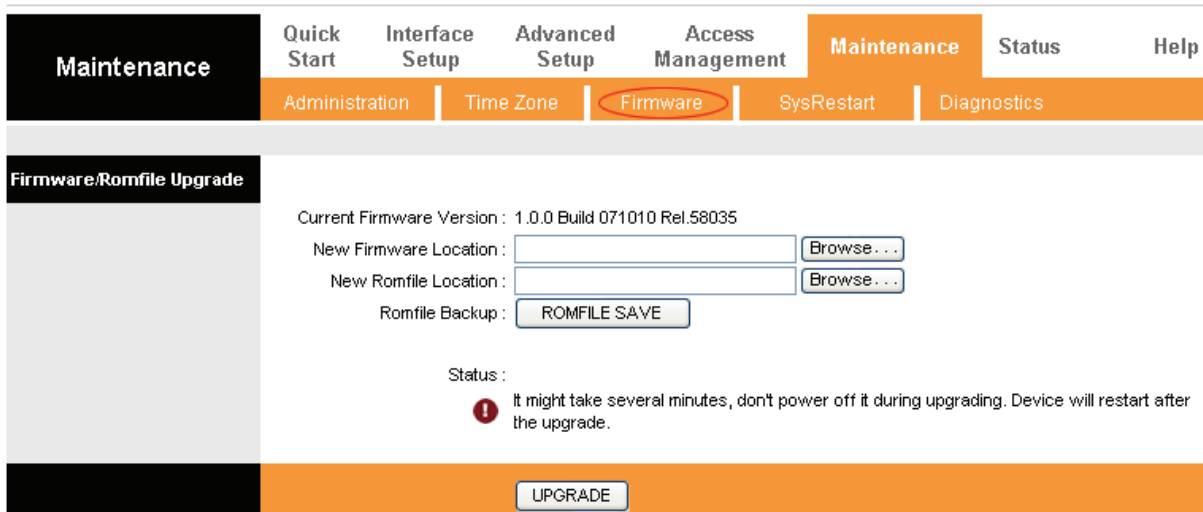 Maintenance
Quick Start
Interface Setup
Advanced Setup
Access Management
Maintenance
Status
Help
Administration
Time Zone
Firmware
SysRestart
Diagnostics
Firmware/Romfile Upgrade
Current Firmware Version : 1.0.0 Build 071010 Rel.58035
New Firmware Location : Browse...
New Romfile Location : Browse...
Romfile Backup : ROMFILE SAVE
Status :
It might take several minutes, don't power off it during upgrading. Device will restart after
the upgrade.
UPGRADE